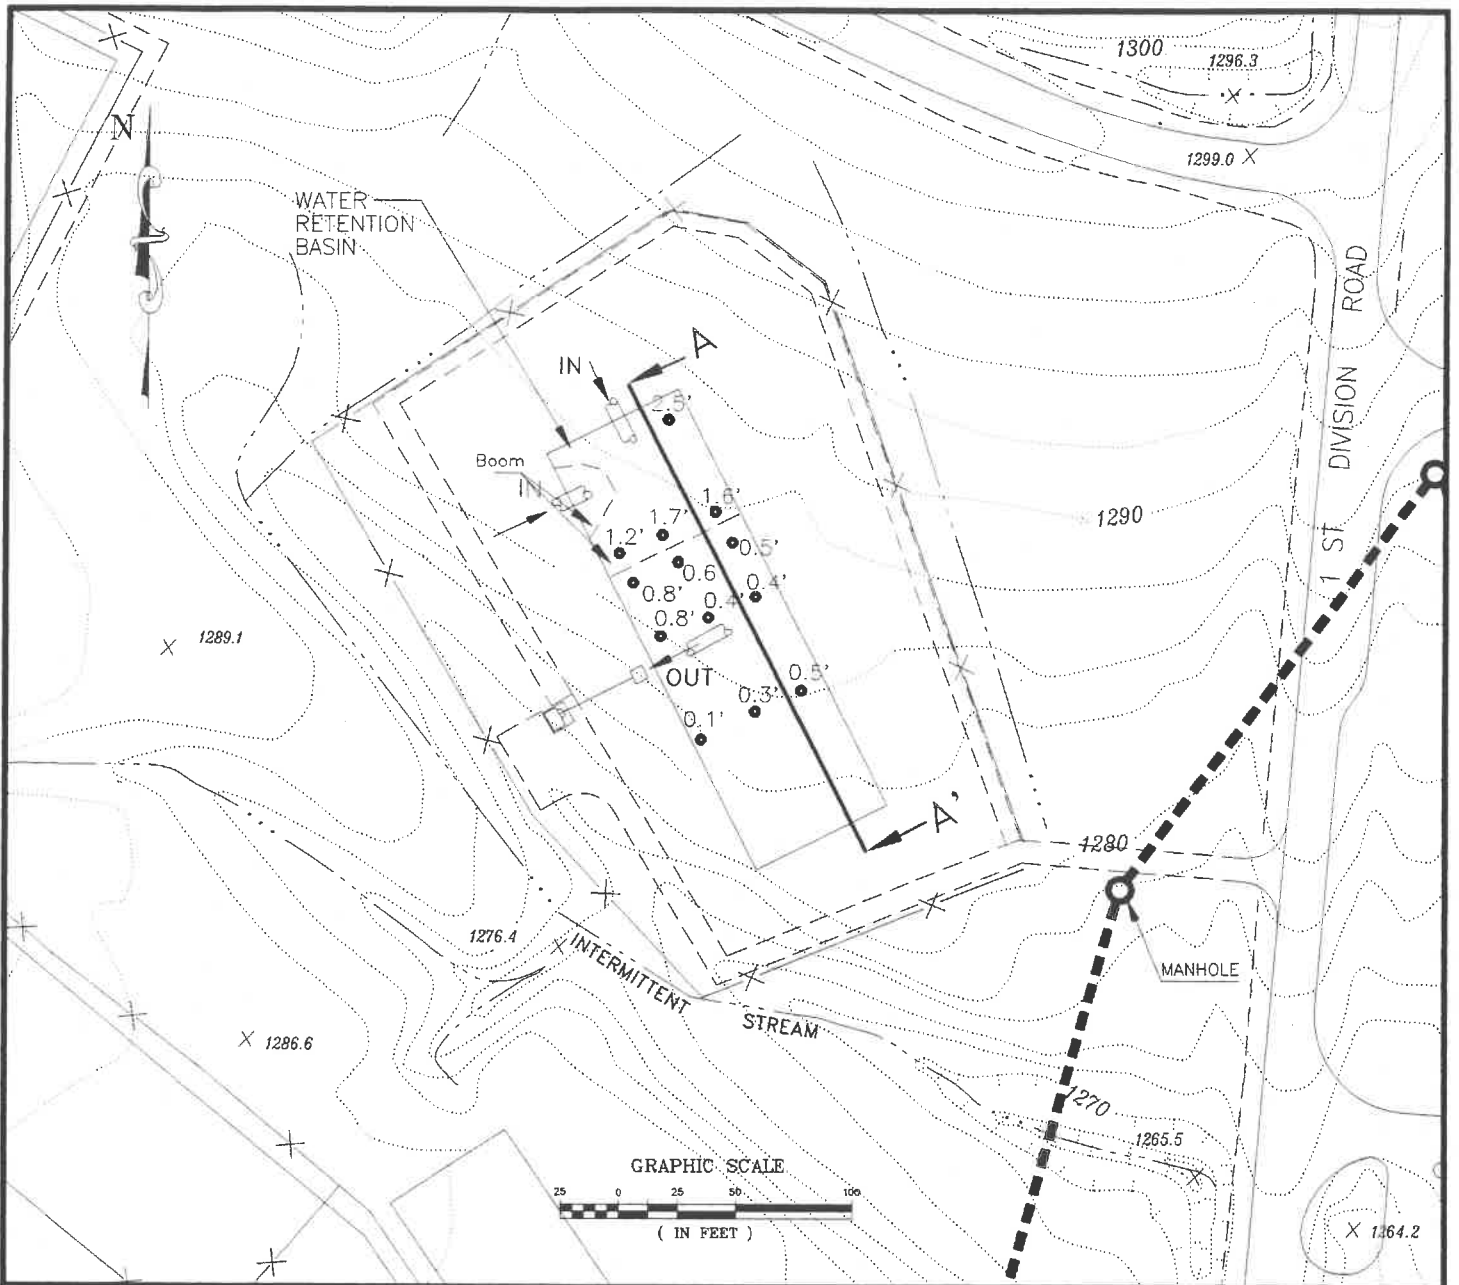 1300
1296.3
1299.0
N
WATER
RETENTION
BASIN
1 ST DIVISION ROAD
IN
A
2.5'
Boom
IN
1.6'
1290
1.7'
1.2'
0.5'
0.6
0.8'
0.4'
0.4'
0.8'
1289.1
OUT
0.5'
0.3'
0.1'
A'
1280
1276.4
INTERMITTENT STREAM
MANHOLE
1286.6
1270
1265.5
GRAPHIC SCALE
25 0 25 50 100
( IN FEET )
1264.2